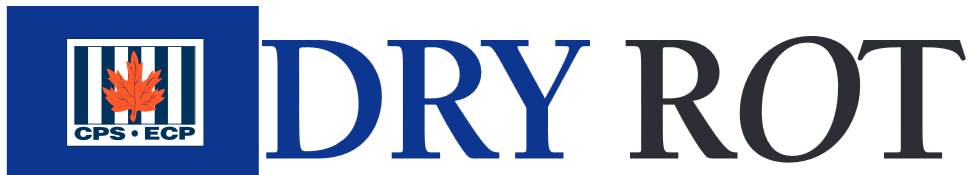 CPS • ECP
DRY ROT